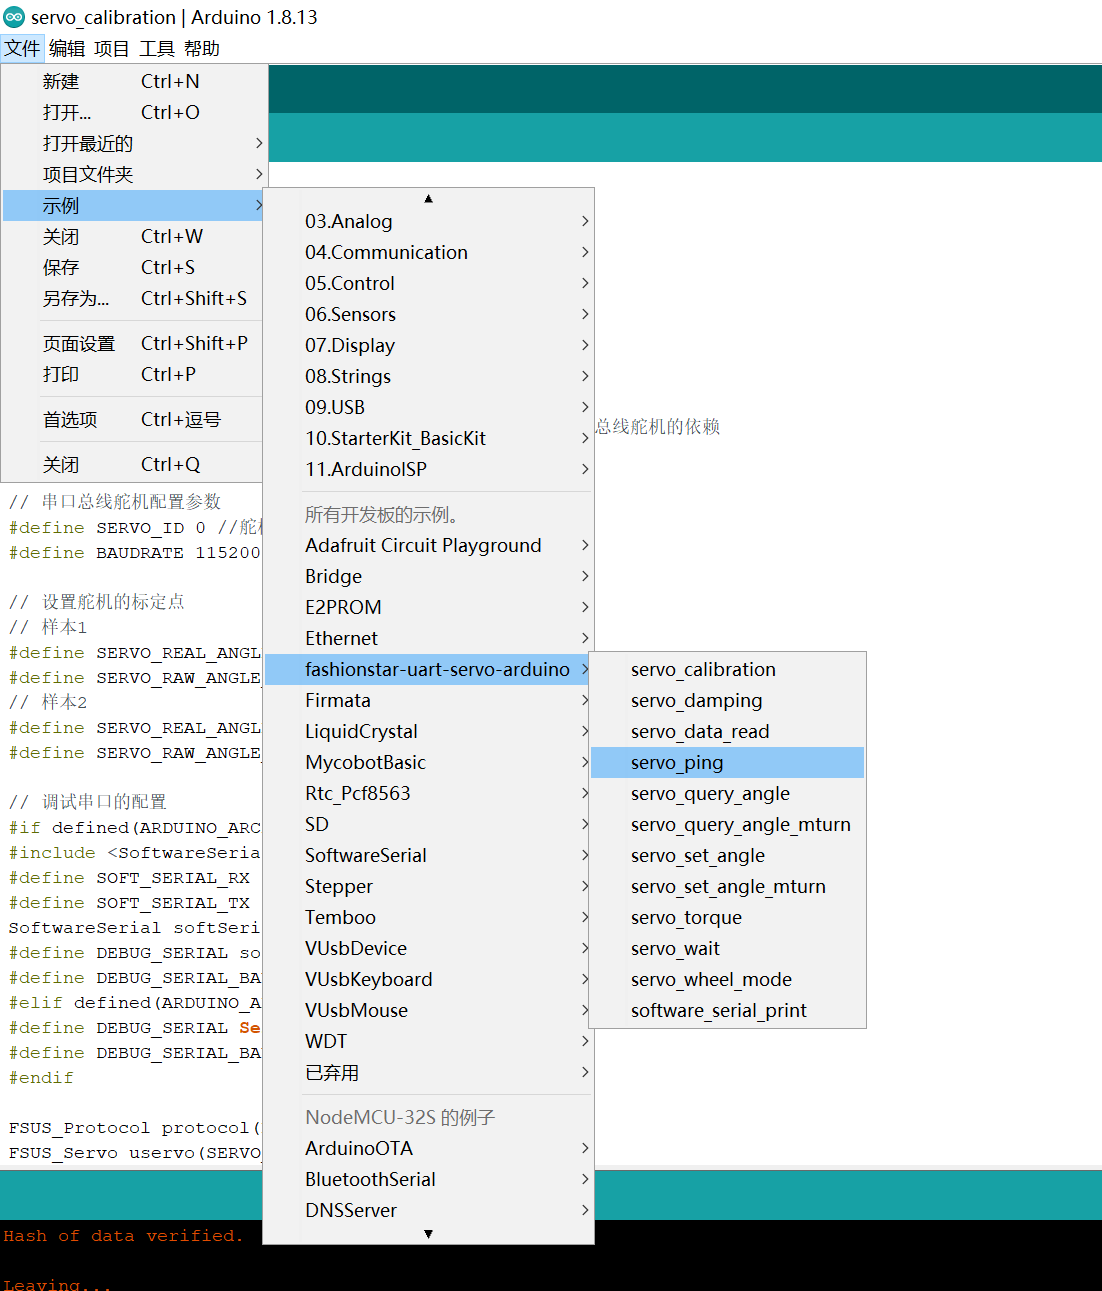 servo_calibration | Arduino 1.8.13
文件 编辑 项目 工具 帮助
新建 Ctrl+N
打开... Ctrl+O
打开最近的
项目文件夹
示例
关闭 Ctrl+W
保存 Ctrl+S
另存为... Ctrl+Shift+S
页面设置 Ctrl+Shift+P
打印 Ctrl+P
首选项 Ctrl+逗号
关闭 Ctrl+Q
03.Analog
04.Communication
05.Control
06.Sensors
07.Display
08.Strings
09.USB
10.StarterKit_BasicKit
11.ArduinoISP
所有开发板的示例。
Adafruit Circuit Playground
Bridge
E2PROM
Ethernet
fashionstar-uart-servo-arduino
Firmata
LiquidCrystal
MycobotBasic
Rtc_Pcf8563
SD
SoftwareSerial
Stepper
Temboo
VUsbDevice
VUsbKeyboard
VUsbMouse
WDT
已弃用
NodeMCU-32S 的例子
ArduinoOTA
BluetoothSerial
DNSServer
servo_calibration
servo_damping
servo_data_read
servo_ping
servo_query_angle
servo_query_angle_mturn
servo_set_angle
servo_set_angle_mturn
servo_torque
servo_wait
servo_wheel_mode
software_serial_print
总线舵机的依赖
// 串口总线舵机配置参数
#define SERVO_ID 0 //舵
#define BAUDRATE 115200
// 设置舵机的标定点
// 样本1
#define SERVO_REAL_ANGL
#define SERVO_RAW_ANGLE_
// 样本2
#define SERVO_REAL_ANGL
#define SERVO_RAW_ANGLE_
// 调试串口的配置
#if defined(ARDUINO_ARC
#include <SoftwareSeria
#define SOFT_SERIAL_RX
#define SOFT_SERIAL_TX
SoftwareSerial softSeri
#define DEBUG_SERIAL so
#define DEBUG_SERIAL_BA
#elif defined(ARDUINO_A
#define DEBUG_SERIAL Se
#define DEBUG_SERIAL_BA
#endif
FSUS_Protocol protocol(
FSUS_Servo uservo(SERVO_
Hash of data verified.
Leaving...